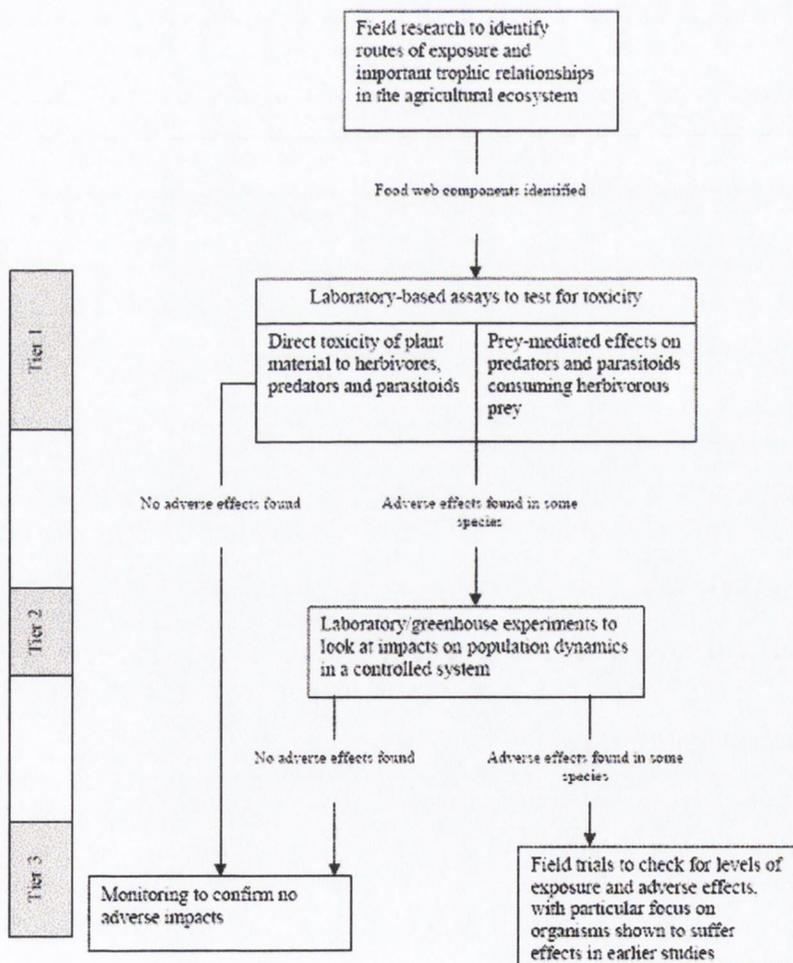 Field research to identify
routes of exposure and
important trophic relationships
in the agricultural ecosystem
Food web components identified
Tier 1
Laboratory-based assays to test for toxicity
Direct toxicity of plant
material to herbivores,
predators and parasitoids
Prey-mediated effects on
predators and parasitoids
consuming herbivorous
prey
No adverse effects found
Adverse effects found in some
species
Tier 2
Laboratory/greenhouse experiments to
look at impacts on population dynamics
in a controlled system
No adverse effects found
Adverse effects found in some
species
Tier 3
Monitoring to confirm no
adverse impacts
Field trials to check for levels of
exposure and adverse effects,
with particular focus on
organisms shown to suffer
effects in earlier studies